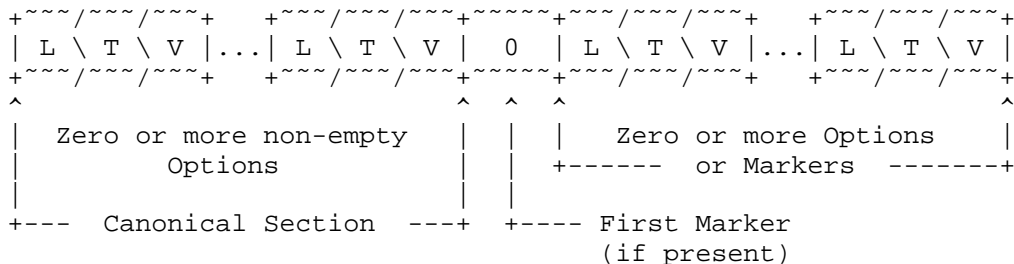 +~~~/~~~/~~~+   +~~~/~~~/~~~+~~~~~+~~~/~~~/~~~+   +~~~/~~~/~~~+
| L \ T \ V |...| L \ T \ V |  0  | L \ T \ V |...| L \ T \ V |
+~~~/~~~/~~~+   +~~~/~~~/~~~+~~~~~+~~~/~~~/~~~+   +~~~/~~~/~~~+
^                           ^  ^  ^                           ^
|  Zero or more non-empty   |  |  |   Zero or more Options    |
|         Options           |  |  +------  or Markers  -------+
|                           |  |
+---  Canonical Section  ---+  +---- First Marker
                                     (if present)